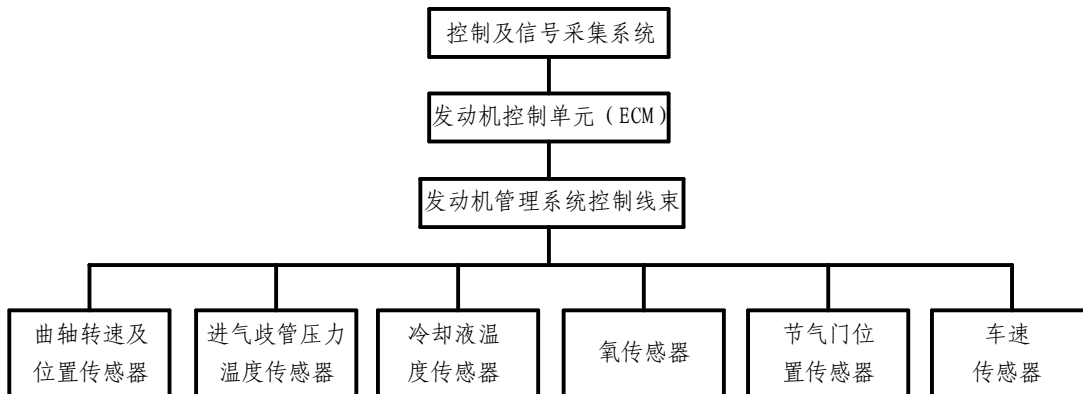 控制及信号采集系统
发动机控制单元（ECM）
发动机管理系统控制线束
曲轴转速及
位置传感器
进气歧管压力
温度传感器
冷却液温
度传感器
氧传感器
节气门位
置传感器
车速
传感器